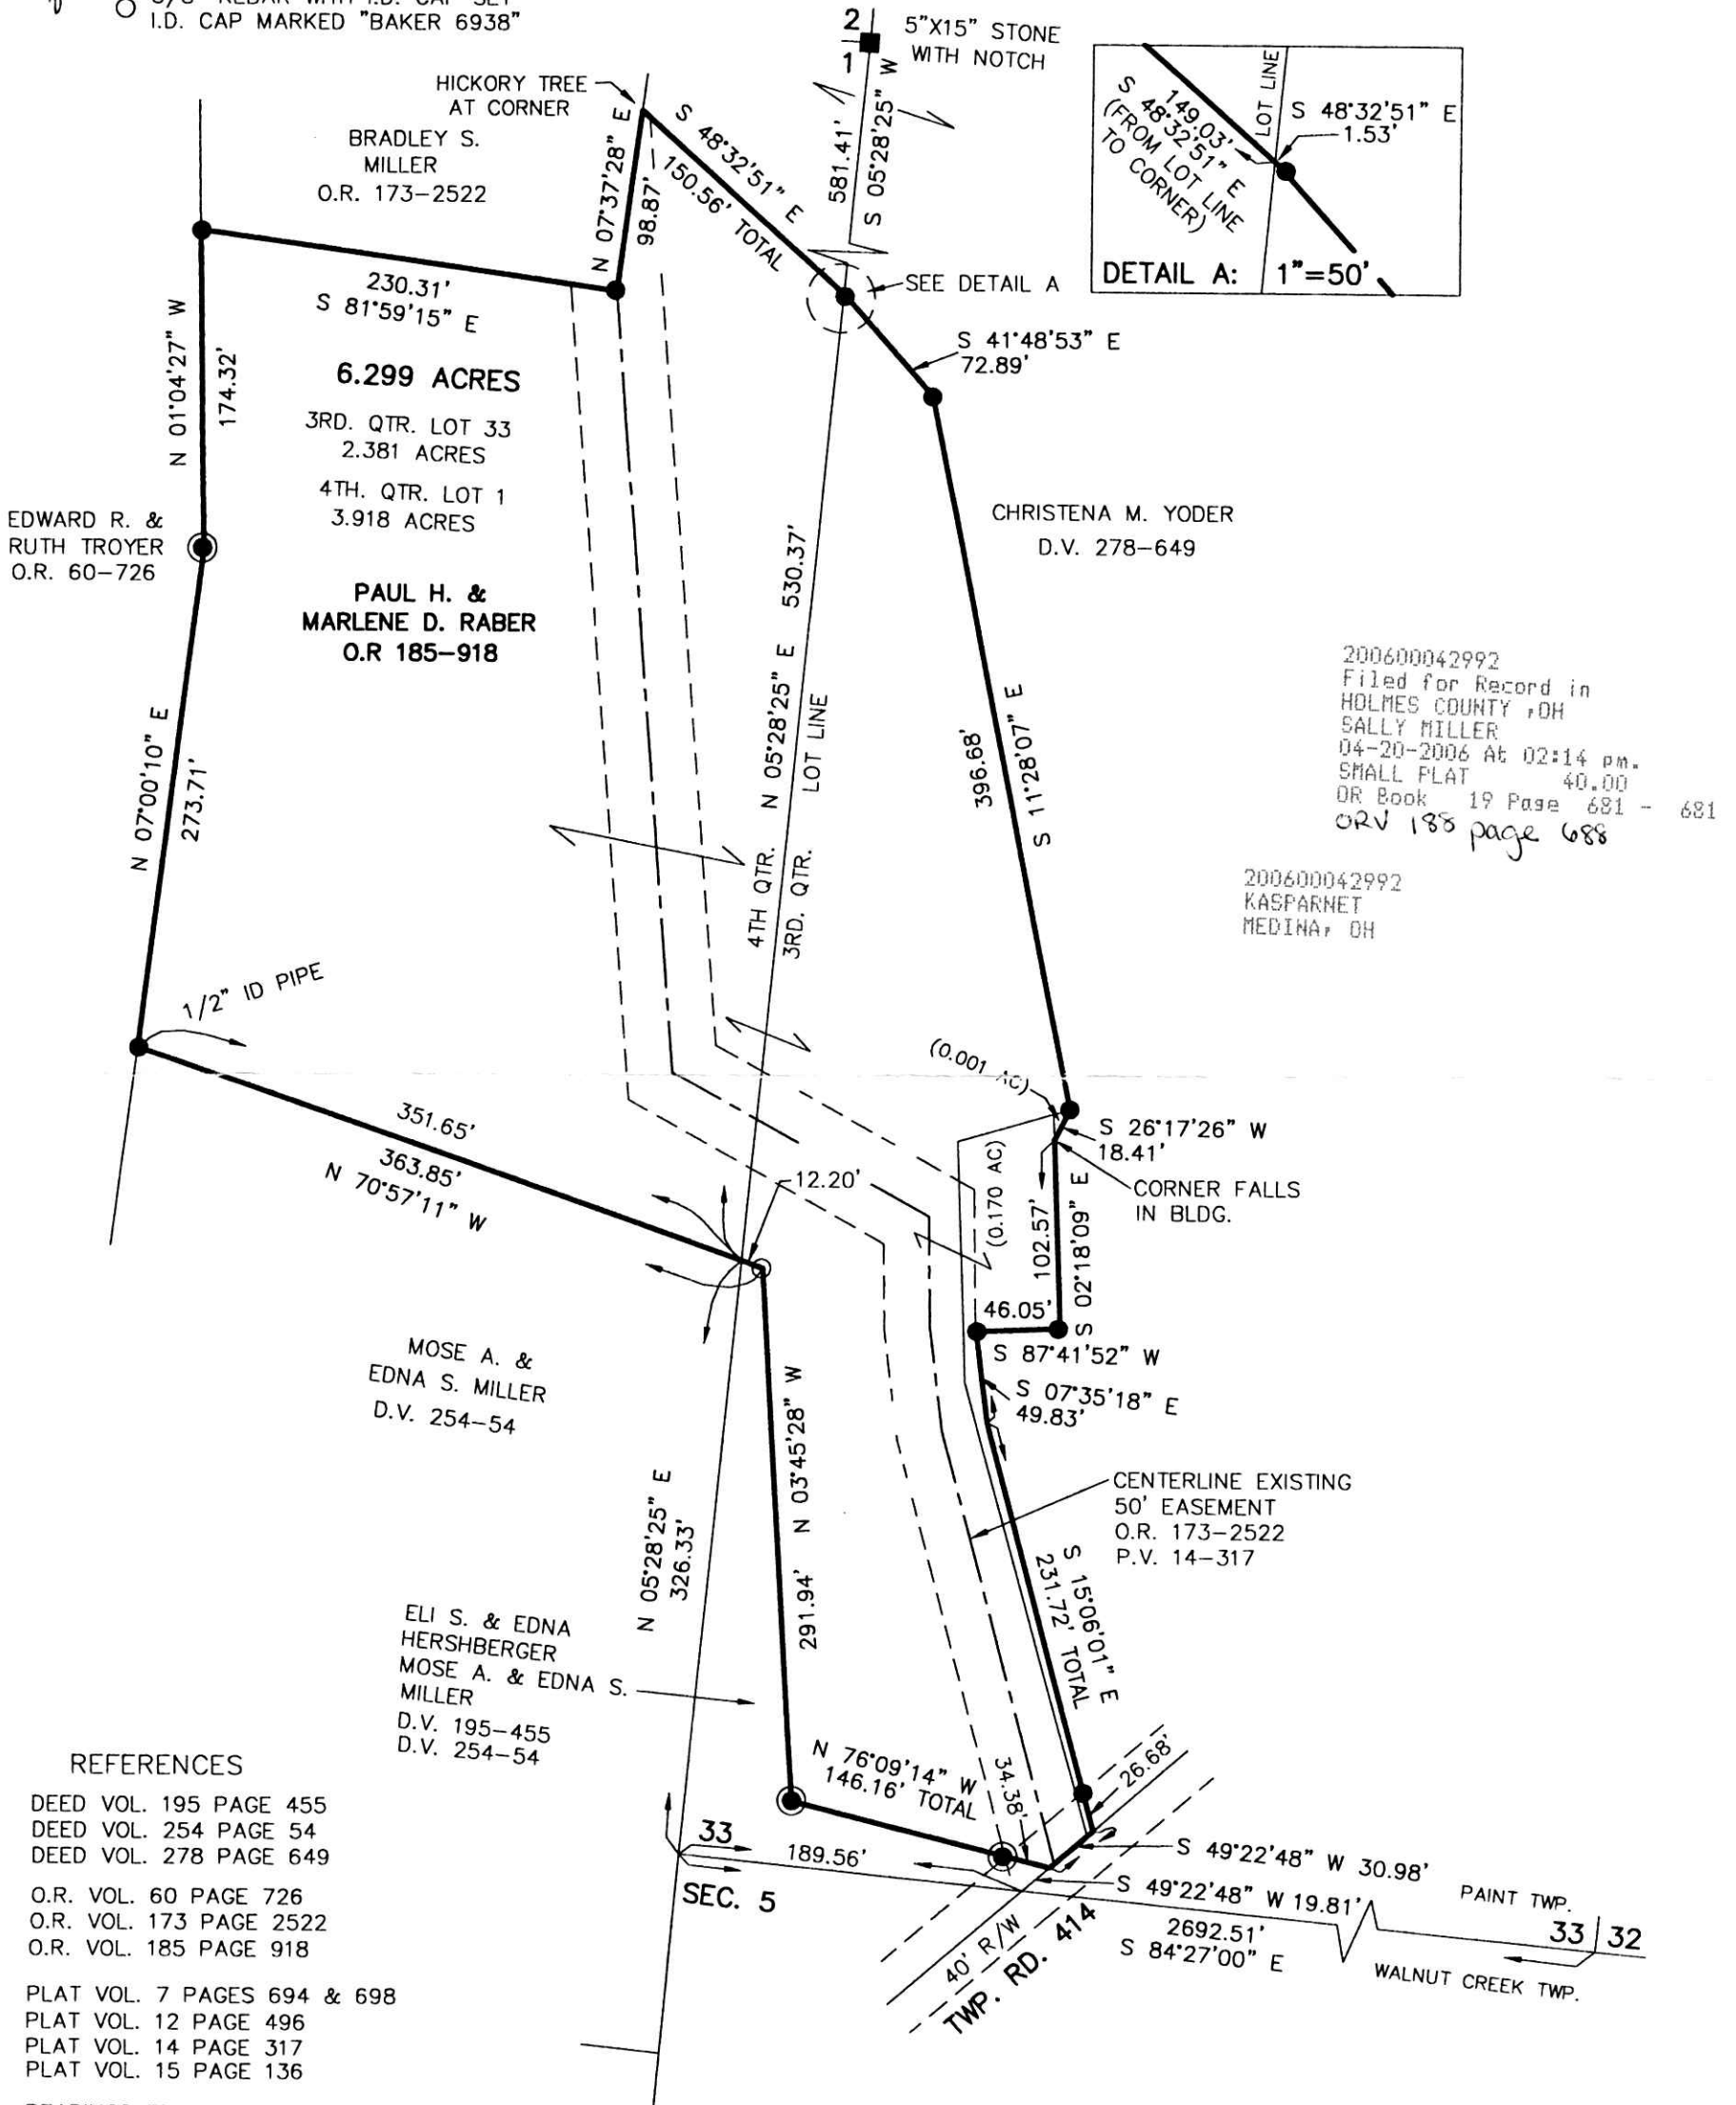 I.D. CAP MARKED "BAKER 6938"
2
1
5"X15" STONE
WITH NOTCH
HICKORY TREE
AT CORNER
BRADLEY S.
MILLER
O.R. 173-2522
N 07°37'28" E
98.87'
S 48°32'51" E
150.56' TOTAL
581.41'
S 05°28'25" W
149.03'
S 48°32'51" E
(FROM LOT LINE
TO CORNER)
LOT LINE
S 48°32'51" E
1.53'
DETAIL A: 1"=50'
SEE DETAIL A
230.31'
S 81°59'15" E
S 41°48'53" E
72.89'
N 01°04'27" W
174.32'
6.299 ACRES
3RD. QTR. LOT 33
2.381 ACRES
4TH. QTR. LOT 1
3.918 ACRES
EDWARD R. &
RUTH TROYER
O.R. 60-726
PAUL H. &
MARLENE D. RABER
O.R 185-918
CHRISTENA M. YODER
D.V. 278-649
4TH QTR. N 05°28'25" E 530.37'
3RD. QTR. LOT LINE
396.68'
S 11°28'07" E
200600042992
Filed for Record in
HOLMES COUNTY ,OH
SALLY MILLER
04-20-2006 At 02:14 pm.
SMALL PLAT 40.00
OR Book 19 Page 681 - 681
ORV 188 page 688
200600042992
KASPARNET
MEDINA, OH
N 07°00'10" E
273.71'
1/2" ID PIPE
351.65'
363.85'
N 70°57'11" W
12.20'
(0.001 AC)
S 26°17'26" W
18.41'
(0.170 AC)
102.57'
S 02°18'09" E
CORNER FALLS
IN BLDG.
46.05'
S 87°41'52" W
S 07°35'18" E
49.83'
MOSE A. &
EDNA S. MILLER
D.V. 254-54
291.94' N 03°45'28" W
N 05°28'25" E
326.33'
CENTERLINE EXISTING
50' EASEMENT
O.R. 173-2522
P.V. 14-317
S 15°06'01" E
231.72' TOTAL
ELI S. & EDNA
HERSHBERGER
MOSE A. & EDNA S.
MILLER
D.V. 195-455
D.V. 254-54
N 76°09'14" W
146.16' TOTAL
34.38'
26.68'
33
189.56'
SEC. 5
S 49°22'48" W 30.98'
S 49°22'48" W 19.81'
2692.51'
S 84°27'00" E
PAINT TWP.
33 32
WALNUT CREEK TWP.
40' R/W
TWP. RD. 414
REFERENCES
DEED VOL. 195 PAGE 455
DEED VOL. 254 PAGE 54
DEED VOL. 278 PAGE 649
O.R. VOL. 60 PAGE 726
O.R. VOL. 173 PAGE 2522
O.R. VOL. 185 PAGE 918
PLAT VOL. 7 PAGES 694 & 698
PLAT VOL. 12 PAGE 496
PLAT VOL. 14 PAGE 317
PLAT VOL. 15 PAGE 136